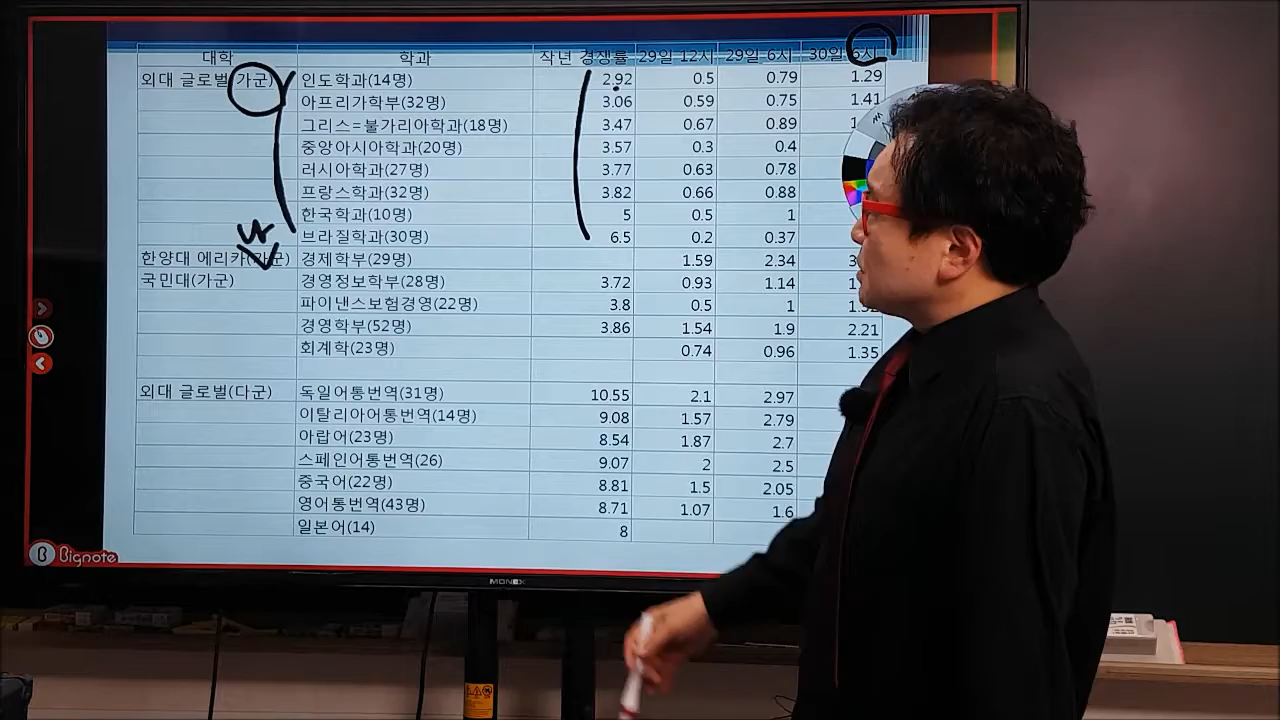 대학 학과 작년 경쟁률 29일 12시 29일 6시 30일 6시
외대 글로벌(가군) 인도학과(14명) 2.92 0.5 0.79 1.29
아프리가학부(32명) 3.06 0.59 0.75 1.41
그리스=불가리아학과(18명) 3.47 0.67 0.89
중앙아시아학과(20명) 3.57 0.3 0.4
러시아학과(27명) 3.77 0.63 0.78
프랑스학과(32명) 3.82 0.66 0.88
한국학과(10명) 5 0.5 1
나
브라질학과(30명) 6.5 0.2 0.37
한양대 에리카(가군) 경제학부(29명) 1.59 2.34
국민대(가군) 경영정보학부(28명) 3.72 0.93 1.14
파이낸스보험경영(22명) 3.8 0.5 1
경영학부(52명) 3.86 1.54 1.9 2.21
회계학(23명) 0.74 0.96 1.35
외대 글로벌(다군) 독일어통번역(31명) 10.55 2.1 2.97
이탈리아어통번역(14명) 9.08 1.57 2.79
아랍어(23명) 8.54 1.87 2.7
스페인어통번역(26) 9.07 2 2.5
중국어(22명) 8.81 1.5 2.05
영어통번역(43명) 8.71 1.07 1.6
일본어(14) 8
Bignote
MONEX